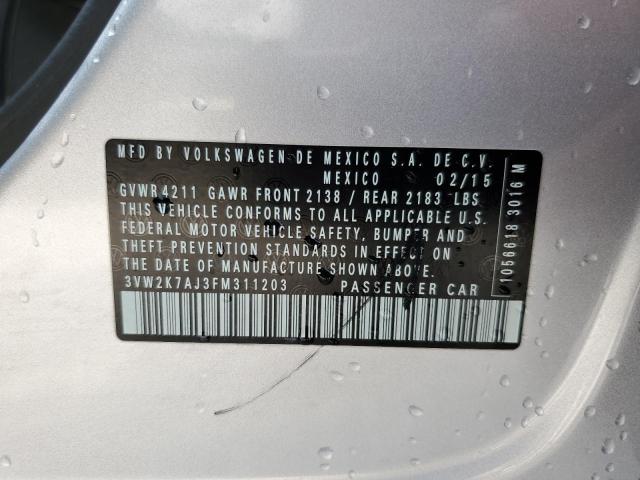 MFD BY VOLKSWAGEN DE MEXICO S.A. DE C.V.
MEXICO 02/15
GVWR 4211 GAWR FRONT 2138 / REAR 2183 LBS
THIS VEHICLE CONFORMS TO ALL APPLICABLE U.S.
FEDERAL MOTOR VEHICLE SAFETY, BUMPER AND
THEFT PREVENTION STANDARDS IN EFFECT ON
THE DATE OF MANUFACTURE SHOWN ABOVE.
3VW2K7AJ3FM311203 PASSENGER CAR
1056618 3016 M